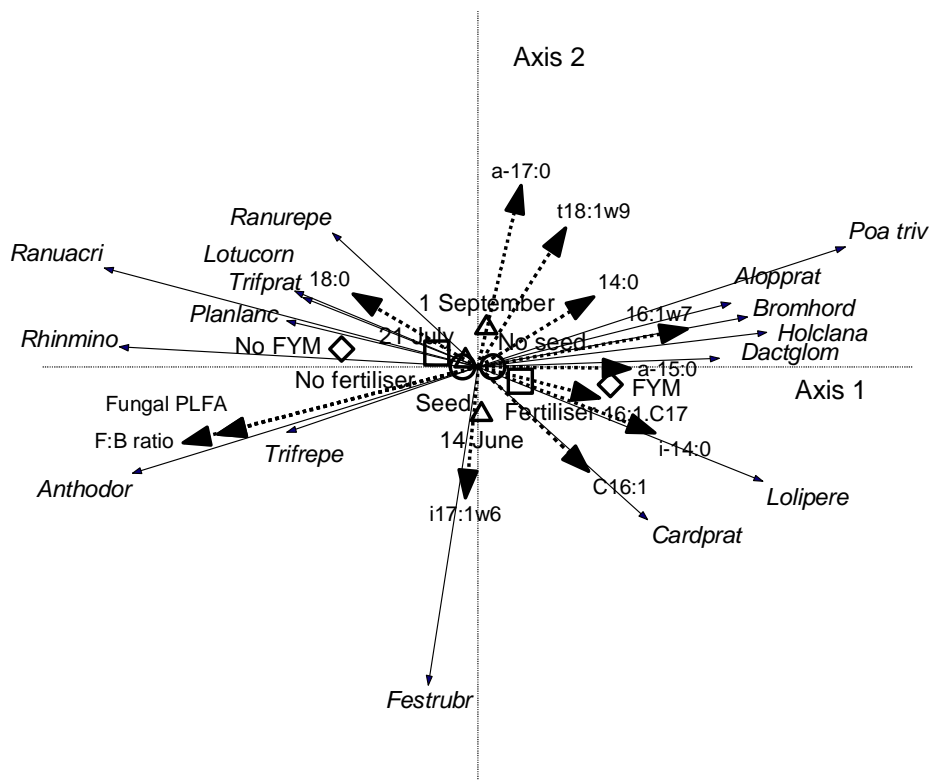 Axis 2
a-17:0
t18:1w9
Ranurepe
Poa triv
Ranuacri
Lotucorn
Trifprat
18:0
14:0
Alopprat
1 September
16:1w7
Bromhord
Planlanc
21 July
No seed
Holclana
Rhinmino
No FYM
Dactglom
a-15:0
No fertiliser
FYM
Axis 1
Fungal PLFA
Seed
Fertiliser
16:1.C17
F:B ratio
14 June
Trifrepe
i-14:0
Anthodor
C16:1
Lolipere
i17:1w6
Cardprat
Festrubr